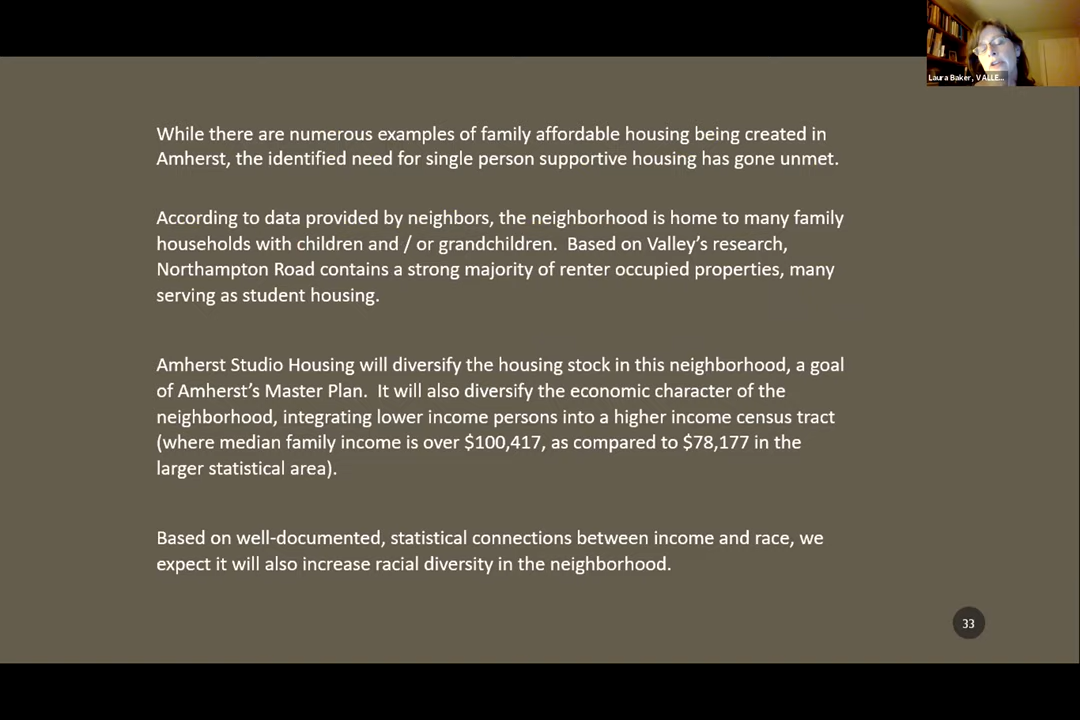 Laura Baker, VALLE...
While there are numerous examples of family affordable housing being created in
Amherst, the identified need for single person supportive housing has gone unmet.
According to data provided by neighbors, the neighborhood is home to many family
households with children and / or grandchildren.  Based on Valley's research,
Northampton Road contains a strong majority of renter occupied properties, many
serving as student housing.
Amherst Studio Housing will diversify the housing stock in this neighborhood, a goal
of Amherst's Master Plan.  It will also diversify the economic character of the
neighborhood, integrating lower income persons into a higher income census tract
(where median family income is over $100,417, as compared to $78,177 in the
larger statistical area).
Based on well-documented, statistical connections between income and race, we
expect it will also increase racial diversity in the neighborhood.
33